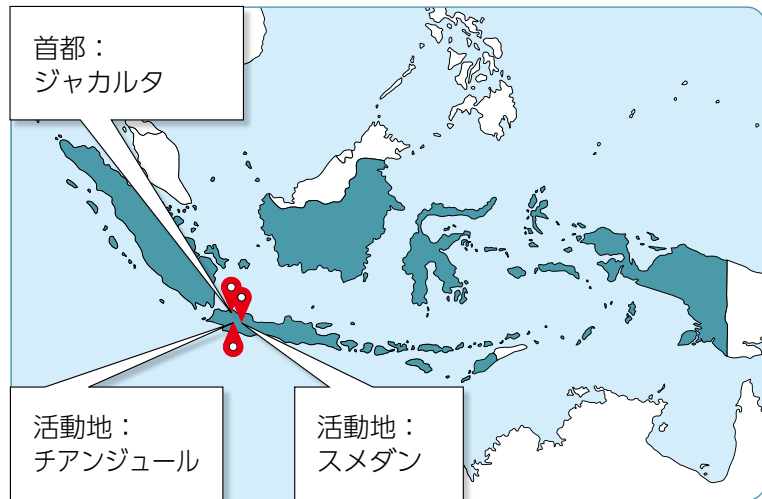 首都：
ジャカルタ
活動地：
チアンジュール
活動地：
スメダン